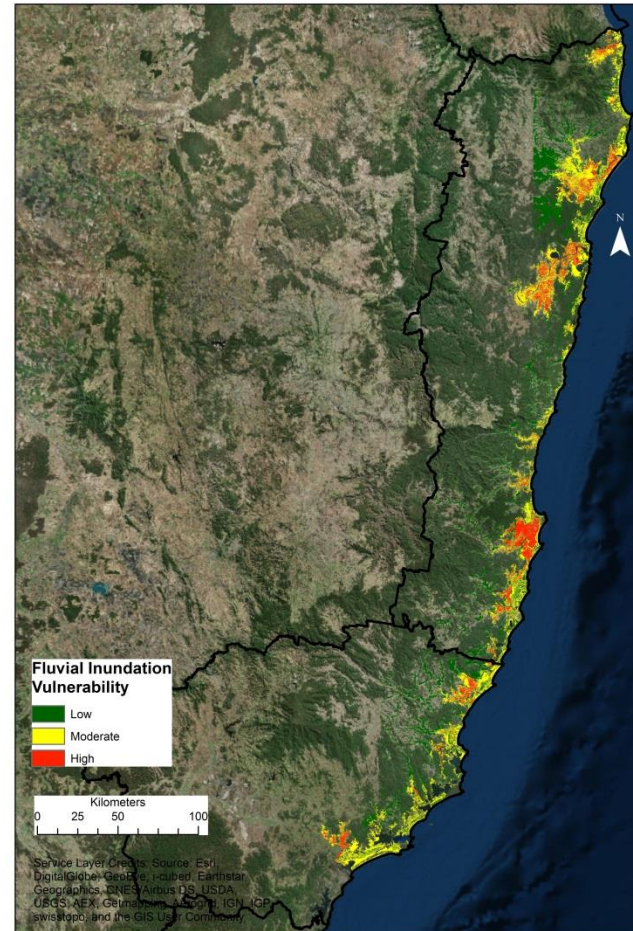 N
Fluvial Inundation
Vulnerability
Low
Moderate
High
Kilometers
0 25 50 100
Service Layer Credits: Source: Esri,
DigitalGlobe, GeoEye, i-cubed, Earthstar
Geographics, CNES/Airbus DS, USDA,
USGS, AEX, Getmapping, Aerogrid, IGN, IGP,
swisstopo, and the GIS User Community